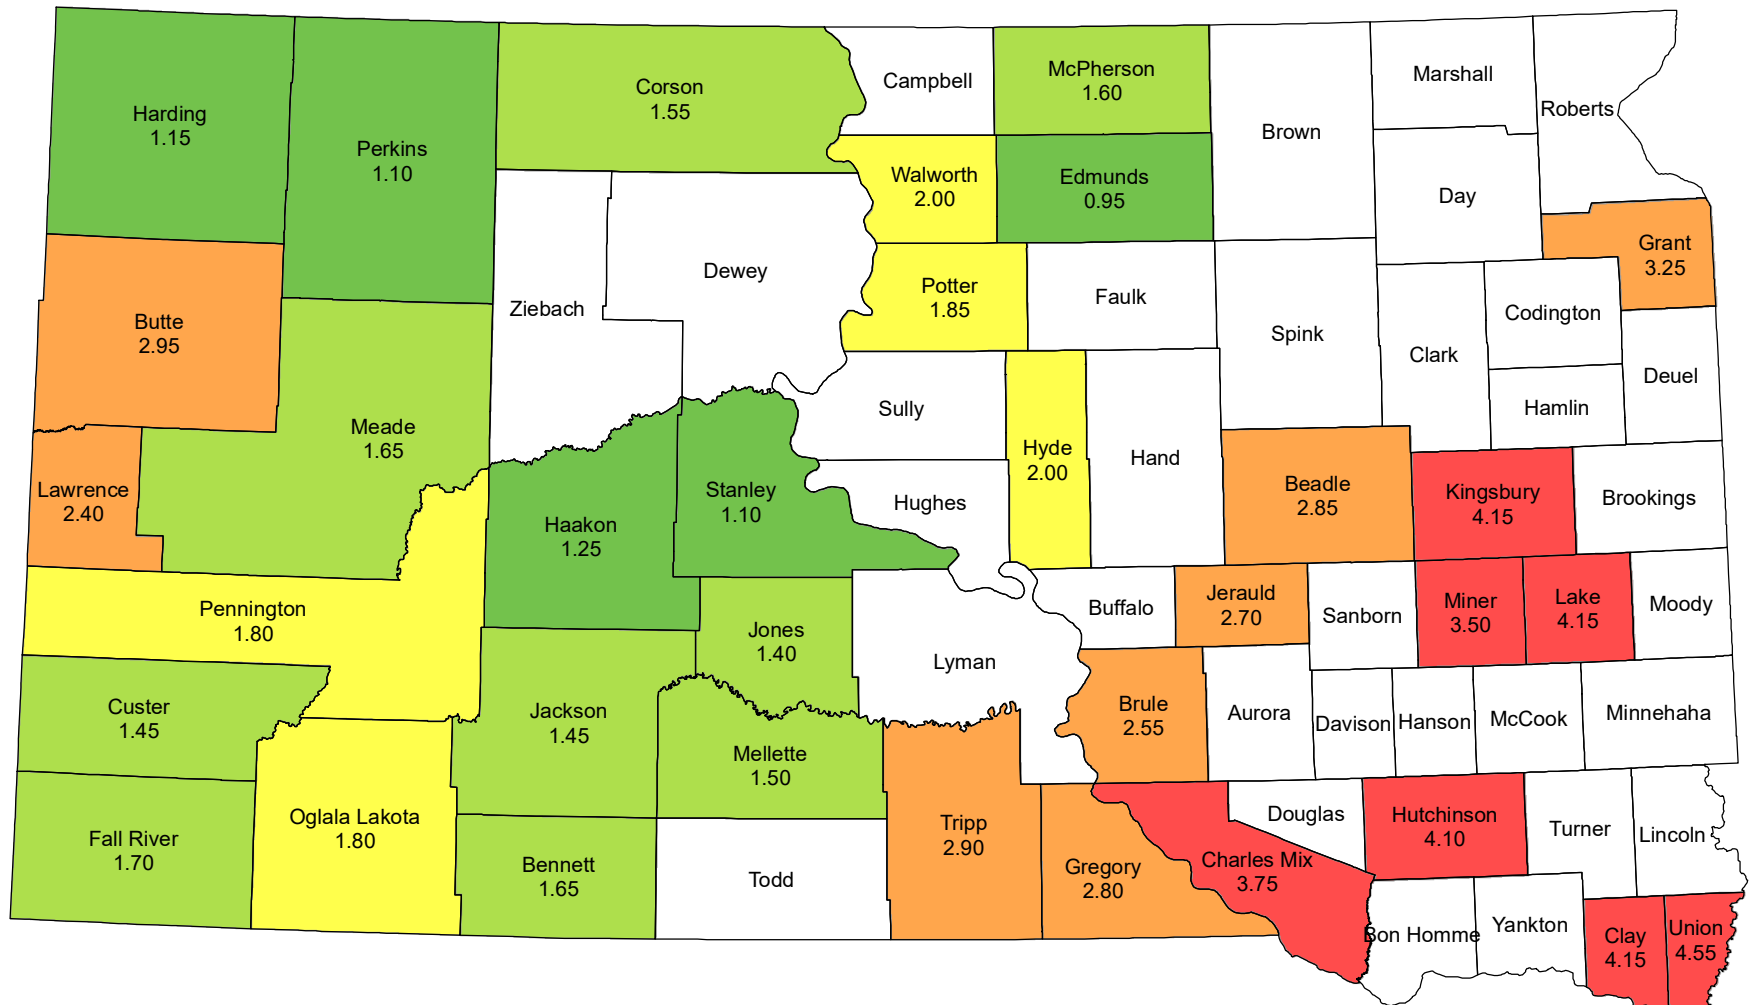 Harding
1.15
Perkins
1.10
Corson
1.55
Campbell
McPherson
1.60
Brown
Marshall
Roberts
Walworth
2.00
Edmunds
0.95
Day
Grant
3.25
Butte
2.95
Ziebach
Dewey
Potter
1.85
Faulk
Spink
Clark
Codington
Deuel
Hamlin
Meade
1.65
Sully
Hyde
2.00
Hand
Lawrence
2.40
Haakon
1.25
Stanley
1.10
Hughes
Beadle
2.85
Kingsbury
4.15
Brookings
Pennington
1.80
Jones
1.40
Lyman
Buffalo
Jerauld
2.70
Sanborn
Miner
3.50
Lake
4.15
Moody
Custer
1.45
Jackson
1.45
Mellette
1.50
Brule
2.55
Aurora
Davison
Hanson
McCook
Minnehaha
Fall River
1.70
Oglala Lakota
1.80
Bennett
1.65
Todd
Tripp
2.90
Gregory
2.80
Charles Mix
3.75
Douglas
Hutchinson
4.10
Turner
Lincoln
Bon Homme
Yankton
Clay
4.15
Union
4.55